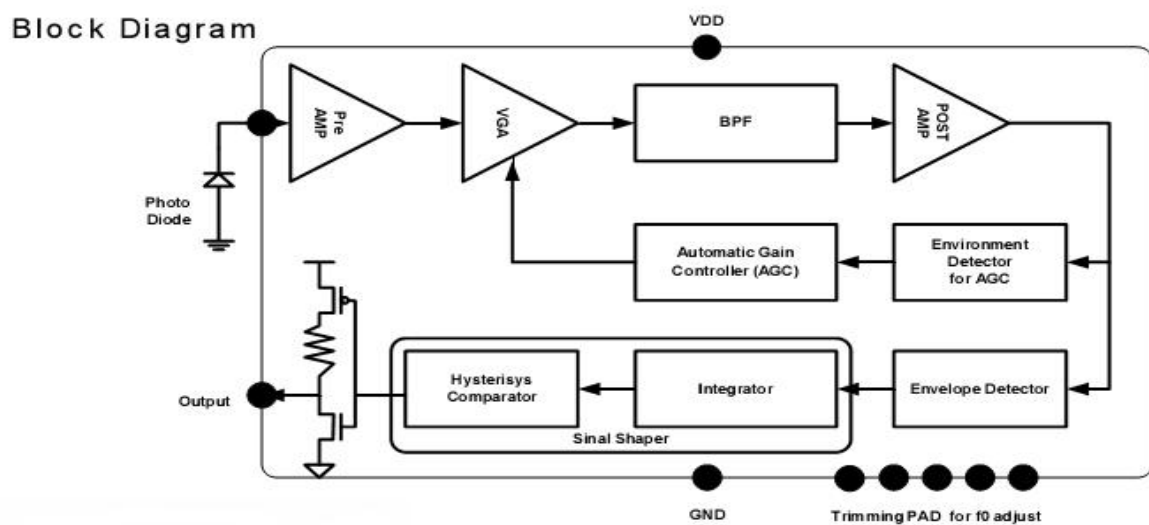 Block Diagram
VDD
Pre
AMP
VGA
BPF
POST
AMP
Photo
Diode
Automatic Gain
Controller (AGC)
Environment
Detector
for AGC
Output
Hysterisys
Comparator
Integrator
Envelope Detector
Sinal Shaper
GND
Trimming PAD for f0 adjust